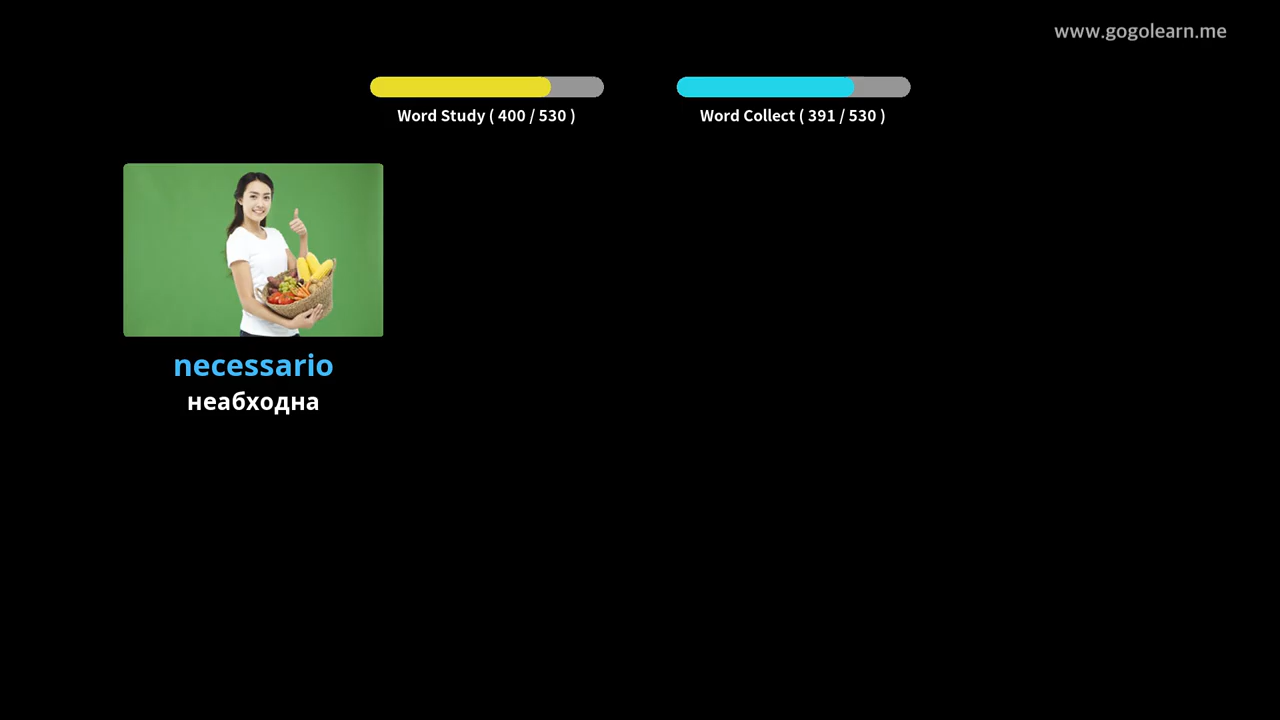 www.gogolearn.me
Word Study ( 400 / 530 )
Word Collect ( 391 / 530 )
necessario
неабходна